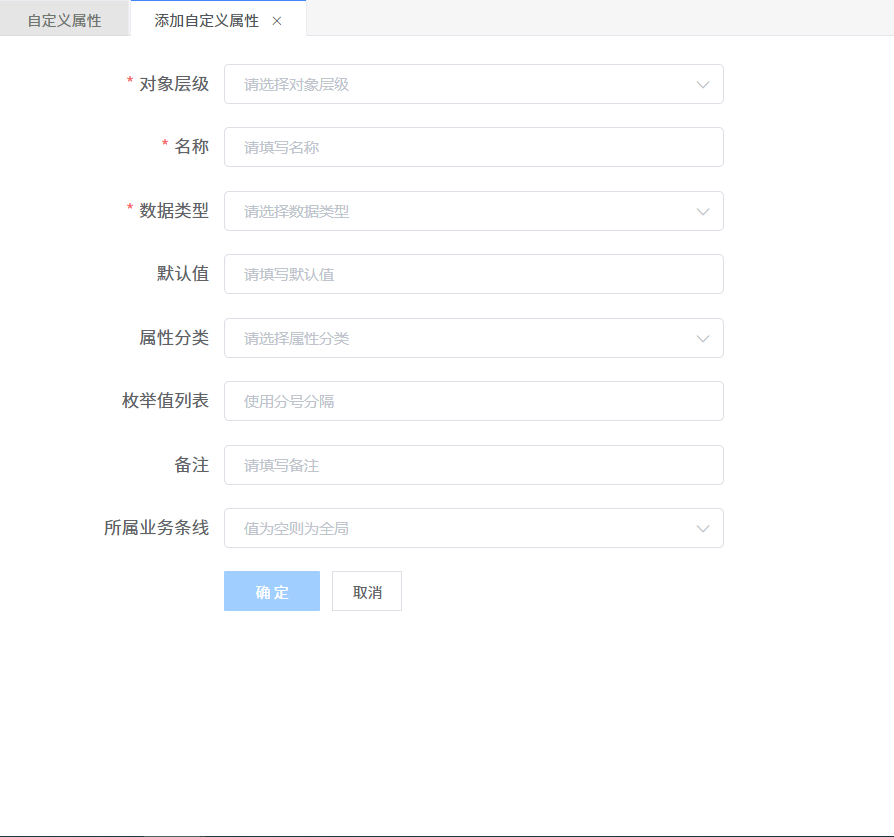 自定义属性 添加自定义属性 ×
* 对象层级 请选择对象层级
* 名称 请填写名称
* 数据类型 请选择数据类型
默认值 请填写默认值
属性分类 请选择属性分类
枚举值列表 使用分号分隔
备注 请填写备注
所属业务条线 值为空则为全局
确定 取消